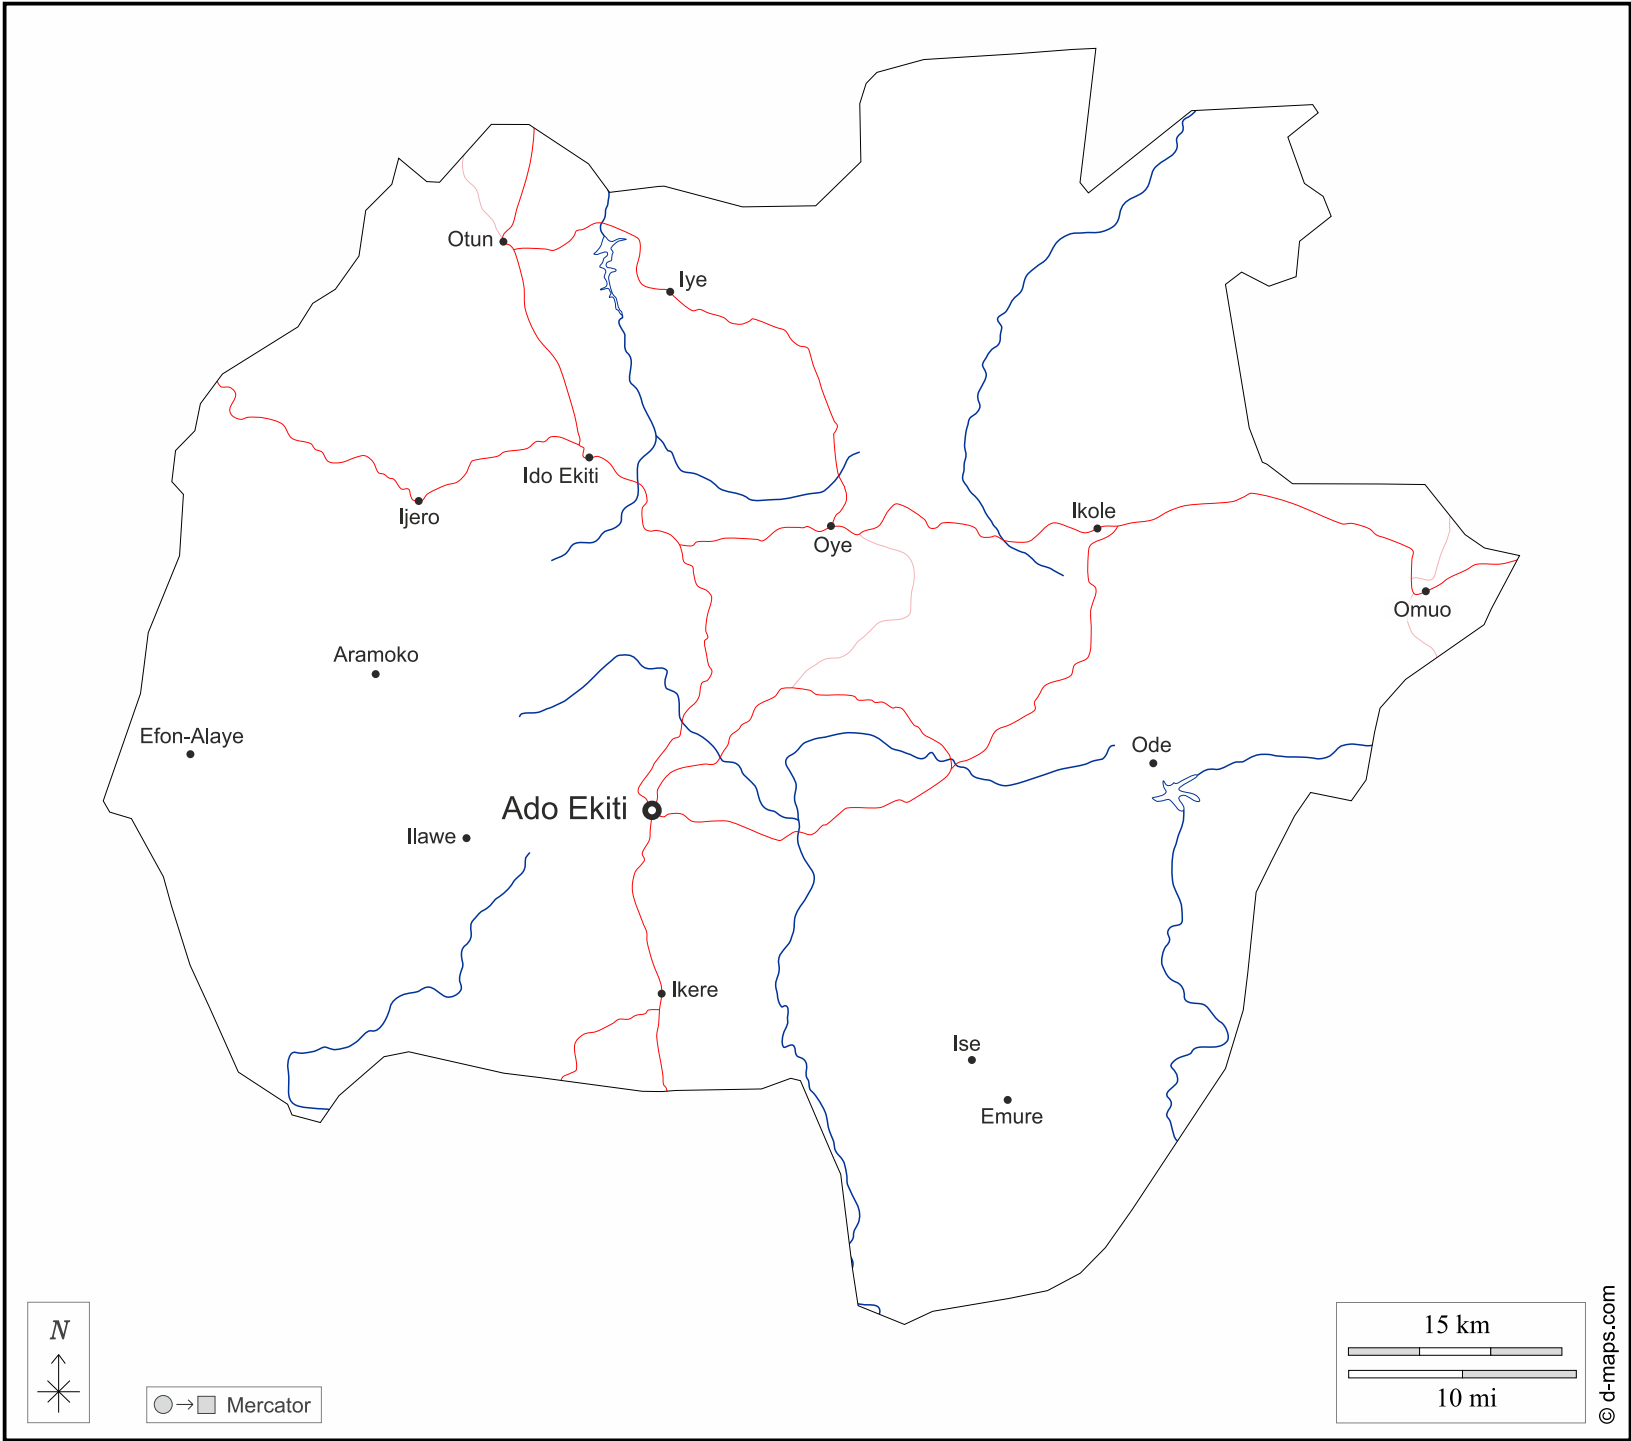 Otun
Iye
Ido Ekiti
Ijero
Oye
Ikole
Omuo
Aramoko
Efon-Alaye
Ode
Ado Ekiti
Ilawe
Ikere
Ise
Emure
N
Mercator
15 km
10 mi
© d-maps.com